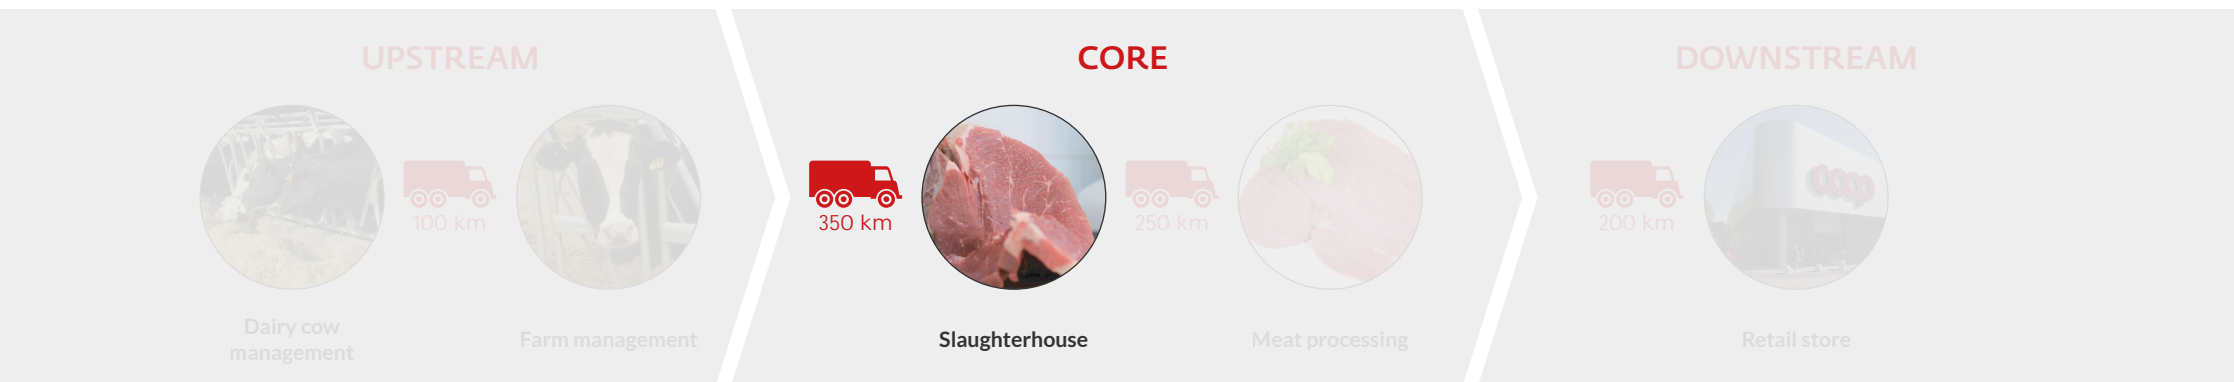 UPSTREAM
100 km
Dairy cow
management
Farm management
CORE
350 km
Slaughterhouse
250 km
Meat processing
DOWNSTREAM
200 km
coop
Retail store